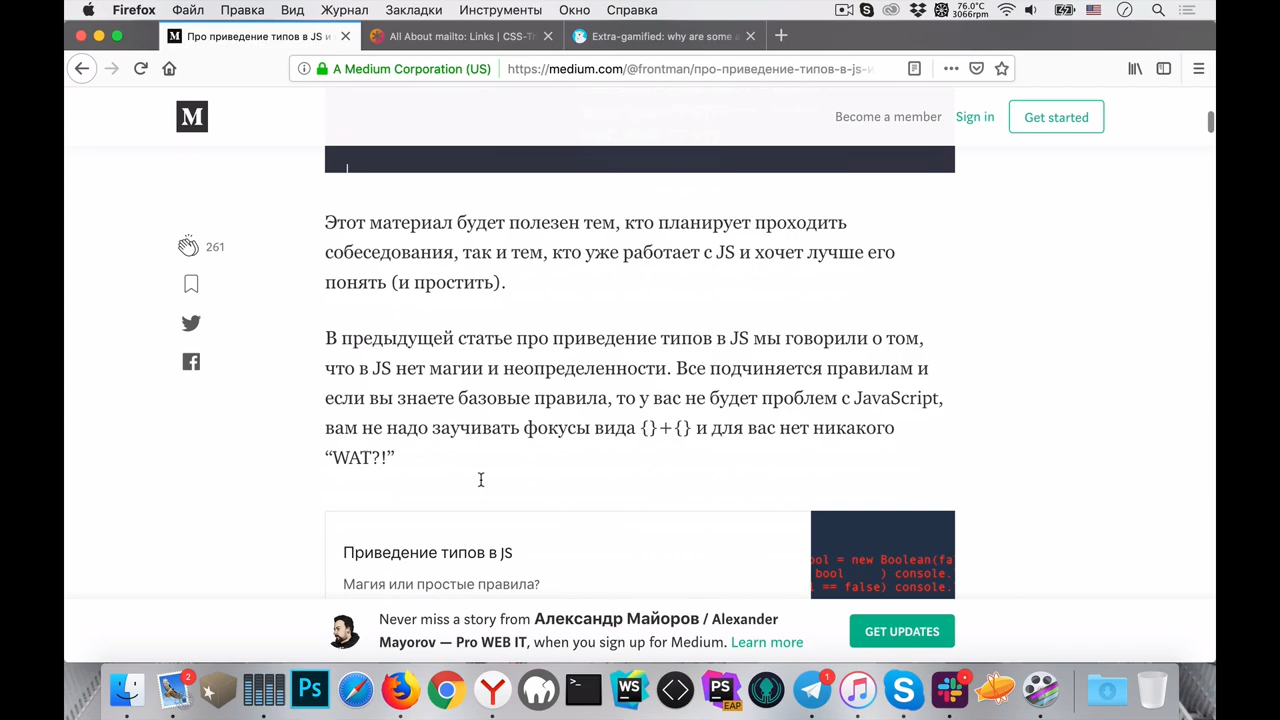 Firefox Файл Правка Вид Журнал Закладки Инструменты Окно Справка 76.0°C 3066rpm
M Про приведение типов в JS и All About mailto: Links | CSS-Tr Extra-gamified: why are some a
A Medium Corporation (US) https://medium.com/@frontman/про-приведение-типов-в-js-и
M Become a member Sign in Get started
Этот материал будет полезен тем, кто планирует проходить
261
собеседования, так и тем, кто уже работает с JS и хочет лучше его
понять (и простить).
В предыдущей статье про приведение типов в JS мы говорили о том,
что в JS нет магии и неопределенности. Все подчиняется правилам и
если вы знаете базовые правила, то у вас не будет проблем с JavaScript,
вам не надо заучивать фокусы вида {}+{} и для вас нет никакого
“WAT?!”
Приведение типов в JS
Магия или простые правила?
ool = new Boolean(fa
bool ) console.
l == false) console.
Never miss a story from Александр Майоров / Alexander
Mayorov — Pro WEB IT, when you sign up for Medium. Learn more
GET UPDATES
2 Ps >_ WS PS EAP 1